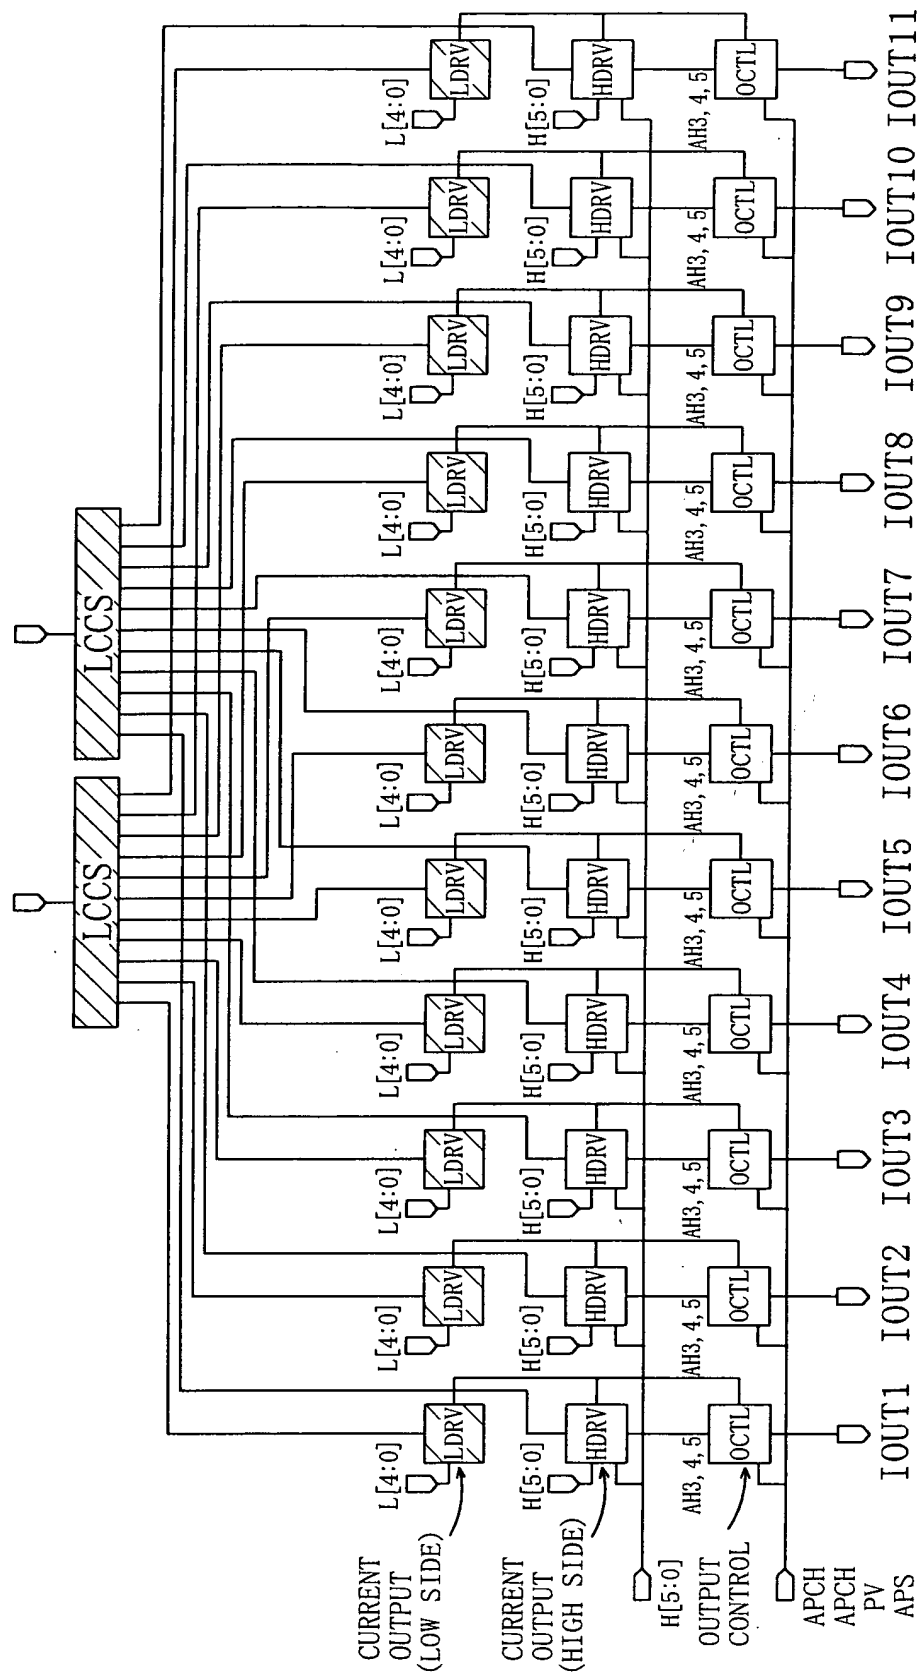 LCCS
LCCS
CURRENT
OUTPUT
(LOW SIDE)
L[4:0]
L[4:0]
L[4:0]
L[4:0]
L[4:0]
L[4:0]
L[4:0]
L[4:0]
L[4:0]
L[4:0]
L[4:0]
LDRV
LDRV
LDRV
LDRV
LDRV
LDRV
LDRV
LDRV
LDRV
LDRV
LDRV
CURRENT
OUTPUT
(HIGH SIDE)
H[5:0]
H[5:0]
H[5:0]
H[5:0]
H[5:0]
H[5:0]
H[5:0]
H[5:0]
H[5:0]
H[5:0]
H[5:0]
HDRV
HDRV
HDRV
HDRV
HDRV
HDRV
HDRV
HDRV
HDRV
HDRV
HDRV
H[5:0]
OUTPUT
CONTROL
AH3, 4, 5
AH3, 4, 5
AH3, 4, 5
AH3, 4, 5
AH3, 4, 5
AH3, 4, 5
AH3, 4, 5
AH3, 4, 5
AH3, 4, 5
AH3, 4, 5
AH3, 4, 5
OCTL
OCTL
OCTL
OCTL
OCTL
OCTL
OCTL
OCTL
OCTL
OCTL
OCTL
APCH
APCH
PV
APS
IOUT1
IOUT2
IOUT3
IOUT4
IOUT5
IOUT6
IOUT7
IOUT8
IOUT9
IOUT10
IOUT11